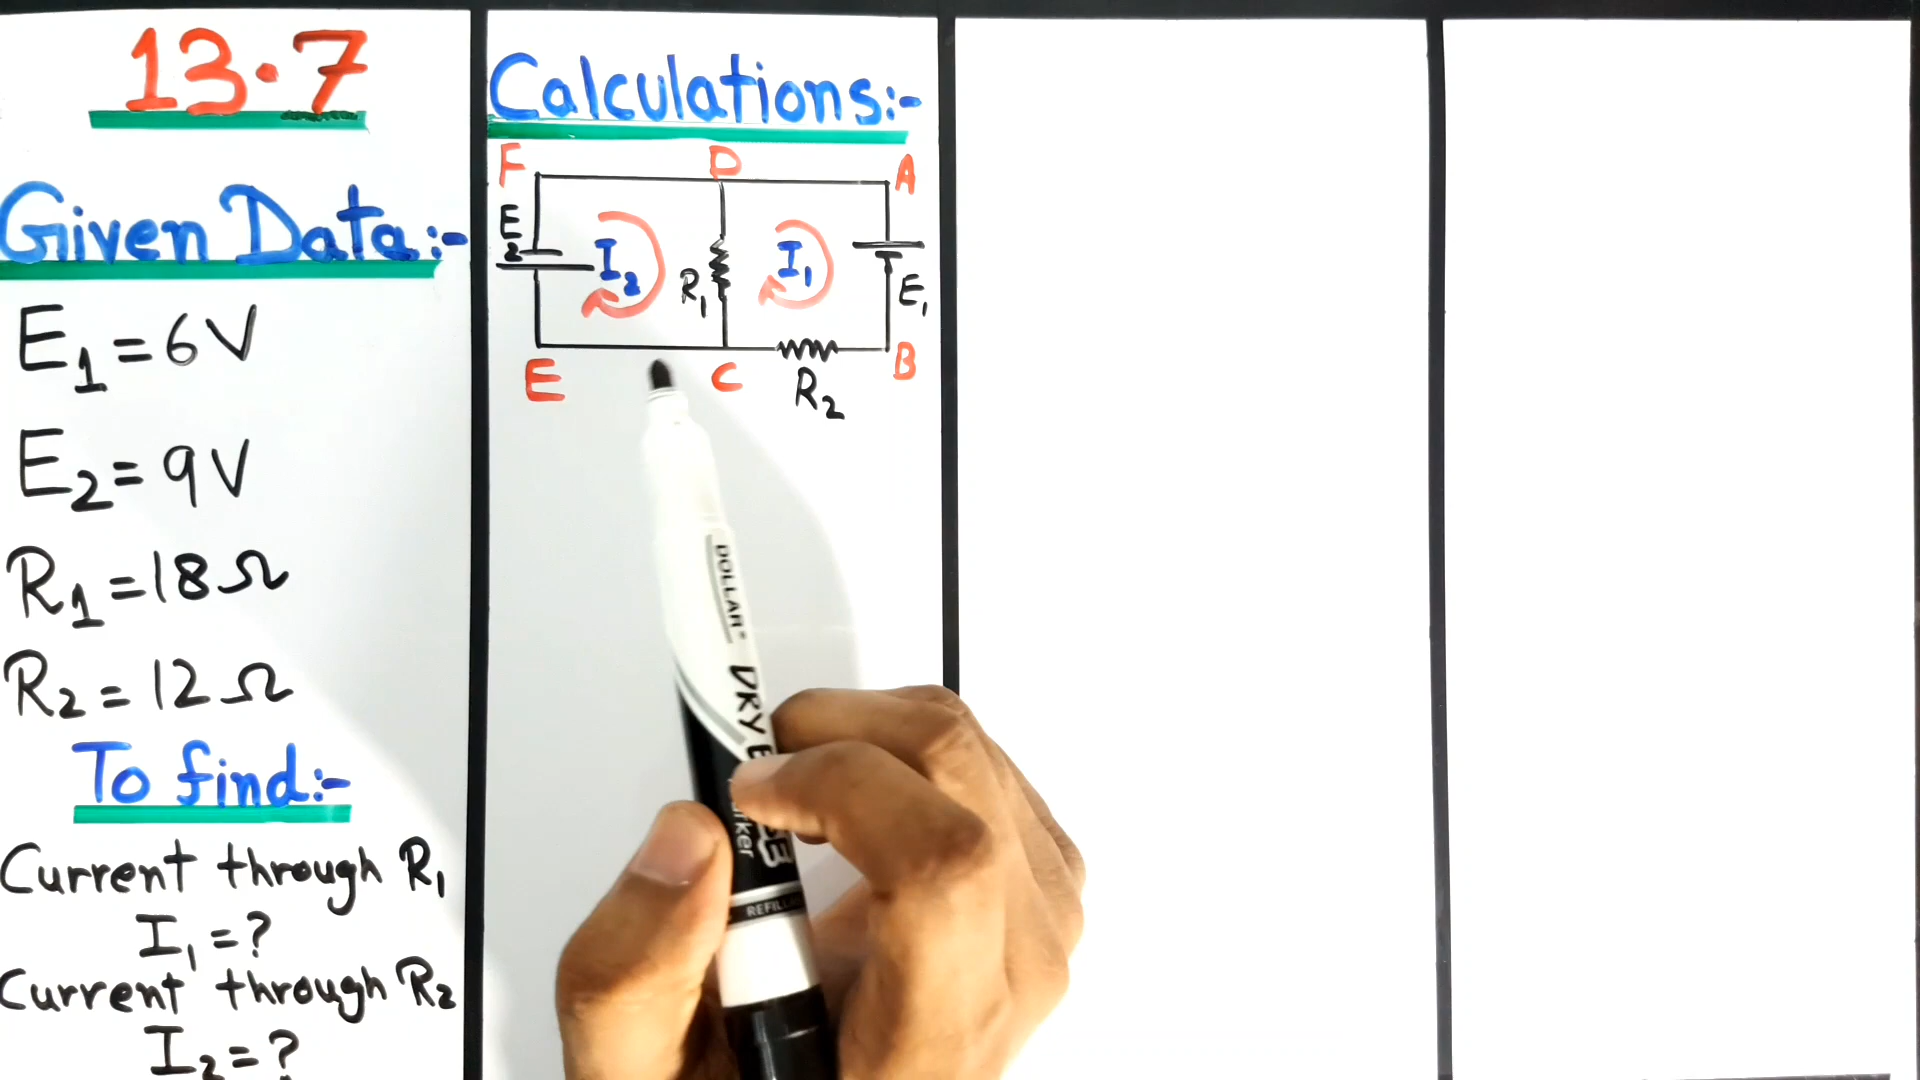 13.7
Given Data:-
E1 = 6V
E2 = 9V
R1 = 18Ω
R2 = 12Ω
To find:-
Current through R1
I1 = ?
Current through R2
I2 = ?
Calculations:-
F D A
E2 I2 R1 I1 E1
E C B
R2
DOLLAR
DRY
REFILL